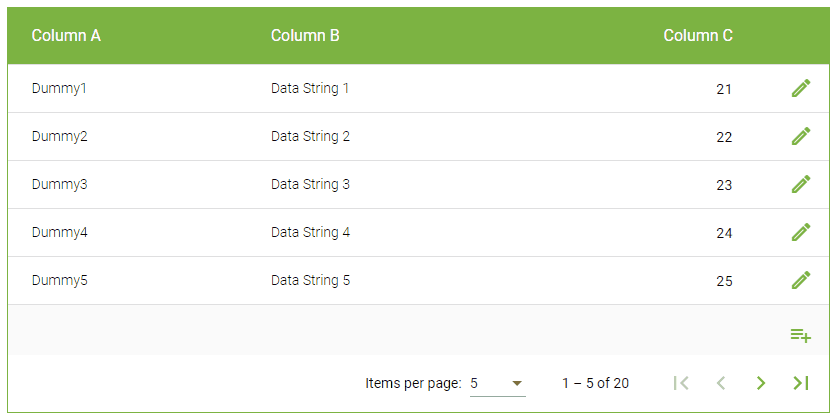 Column A Column B Column C
Dummy1 Data String 1 21
Dummy2 Data String 2 22
Dummy3 Data String 3 23
Dummy4 Data String 4 24
Dummy5 Data String 5 25
Items per page: 5 1 – 5 of 20